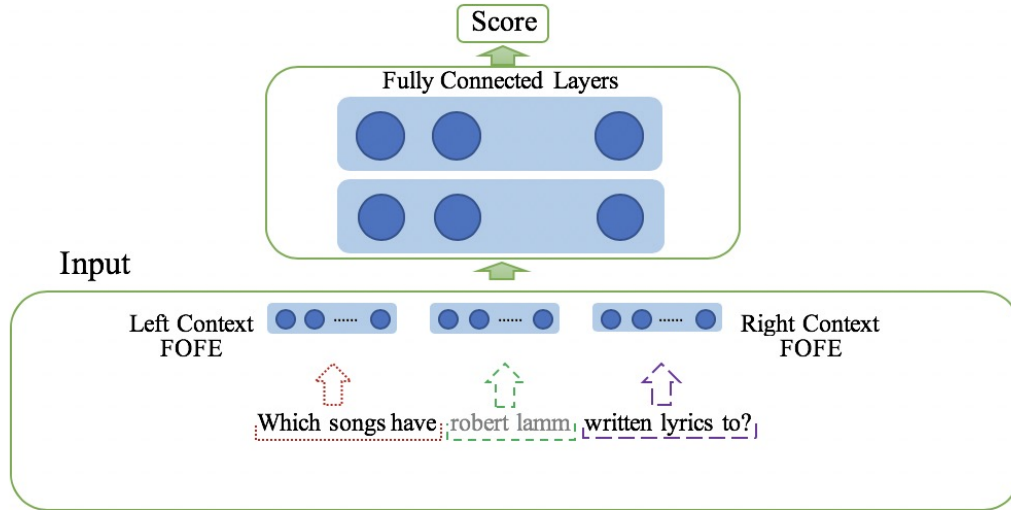 Score
Fully Connected Layers
Input
Left Context
FOFE
......
......
......
Right Context
FOFE
Which songs have robert lamm written lyrics to?